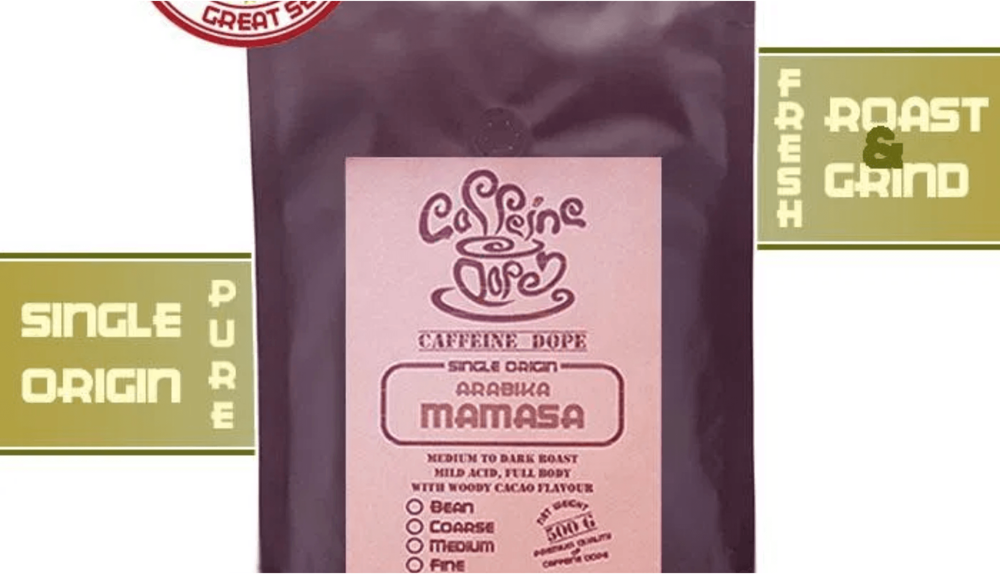 GREAT SE
FRESH
ROAST
&
GRIND
SINGLE
ORIGIN
PURE
Caffeine
Dope
CAFFEINE DOPE
SINGLE ORIGIN
ARABIKA
MAMASA
MEDIUM TO DARK ROAST
MILD ACID, FULL BODY
WITH WOODY CACAO FLAVOUR
BEAN
COARSE
MEDIUM
FINE
NET WEIGHT
500 G
PREMIUM QUALITY
OF
CAFFEINE DOPE